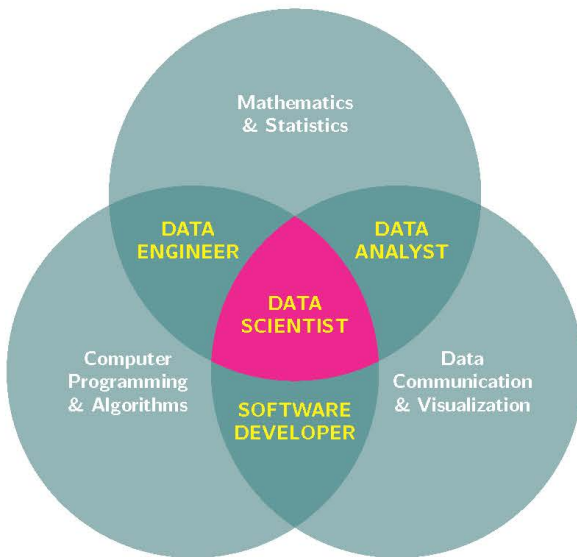 Mathematics
& Statistics
DATA
ENGINEER
DATA
ANALYST
DATA
SCIENTIST
Computer
Programming
& Algorithms
Data
Communication
& Visualization
SOFTWARE
DEVELOPER